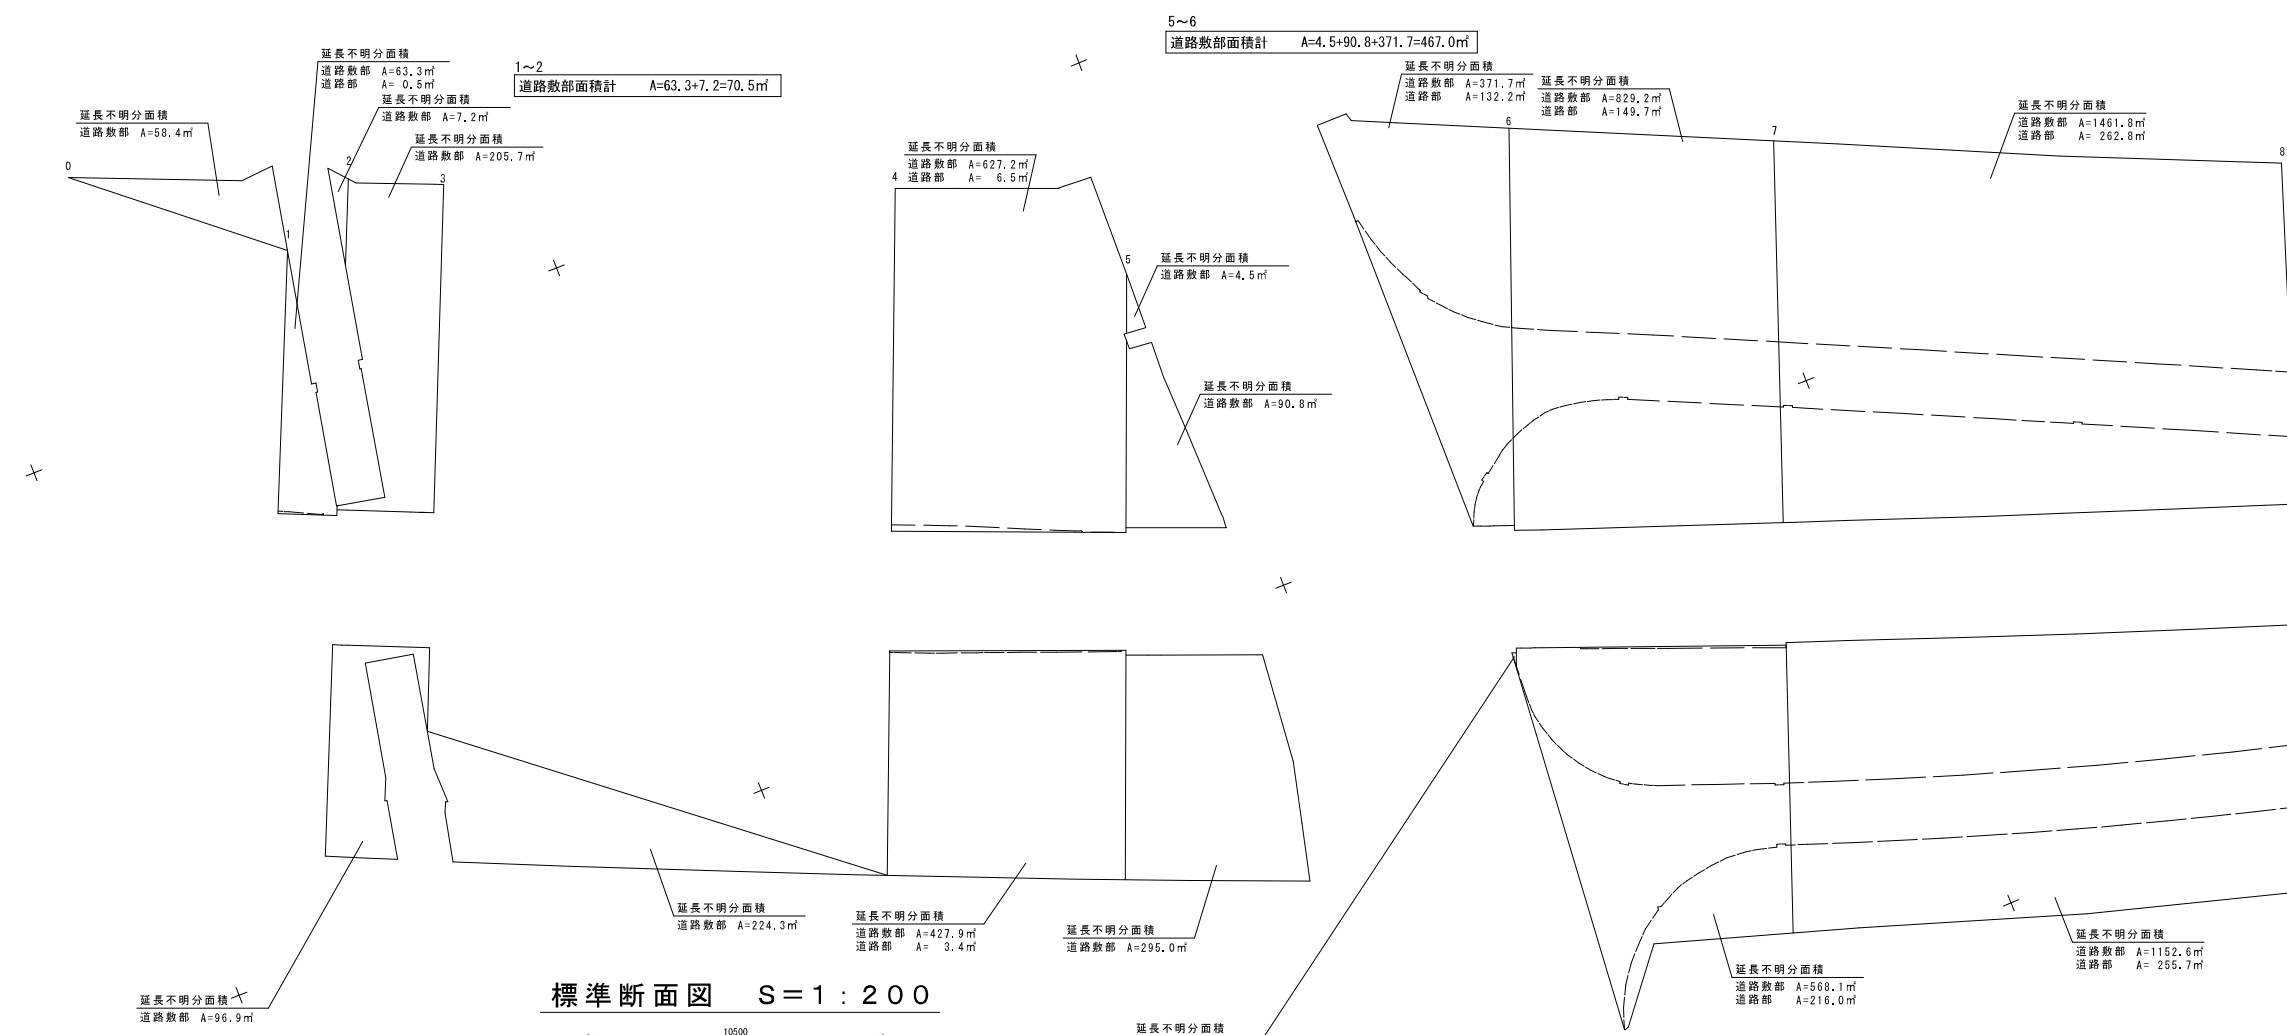 5～6
道路敷部面積計 A=4.5+90.8+371.7=467.0㎡
延長不明分面積
道路敷部 A=63.3㎡
道路部 A= 0.5㎡
1～2
道路敷部面積計 A=63.3+7.2=70.5㎡
延長不明分面積
道路敷部 A=7.2㎡
延長不明分面積
道路敷部 A=58.4㎡
延長不明分面積
道路敷部 A=205.7㎡
延長不明分面積
道路敷部 A=371.7㎡
道路部 A=132.2㎡
延長不明分面積
道路敷部 A=829.2㎡
道路部 A=149.7㎡
延長不明分面積
道路敷部 A=1461.8㎡
道路部 A= 262.8㎡
延長不明分面積
道路敷部 A=627.2㎡
道路部 A= 6.5㎡
0
1
2
3
4
5
6
7
8
延長不明分面積
道路敷部 A=4.5㎡
延長不明分面積
道路敷部 A=90.8㎡
延長不明分面積
道路敷部 A=224.3㎡
延長不明分面積
道路敷部 A=427.9㎡
道路部 A= 3.4㎡
延長不明分面積
道路敷部 A=295.0㎡
延長不明分面積
道路敷部 A=1152.6㎡
道路部 A= 255.7㎡
延長不明分面積
道路敷部 A=568.1㎡
道路部 A=216.0㎡
延長不明分面積
道路敷部 A=96.9㎡
標準断面図 S=1:200
10500
延長不明分面積